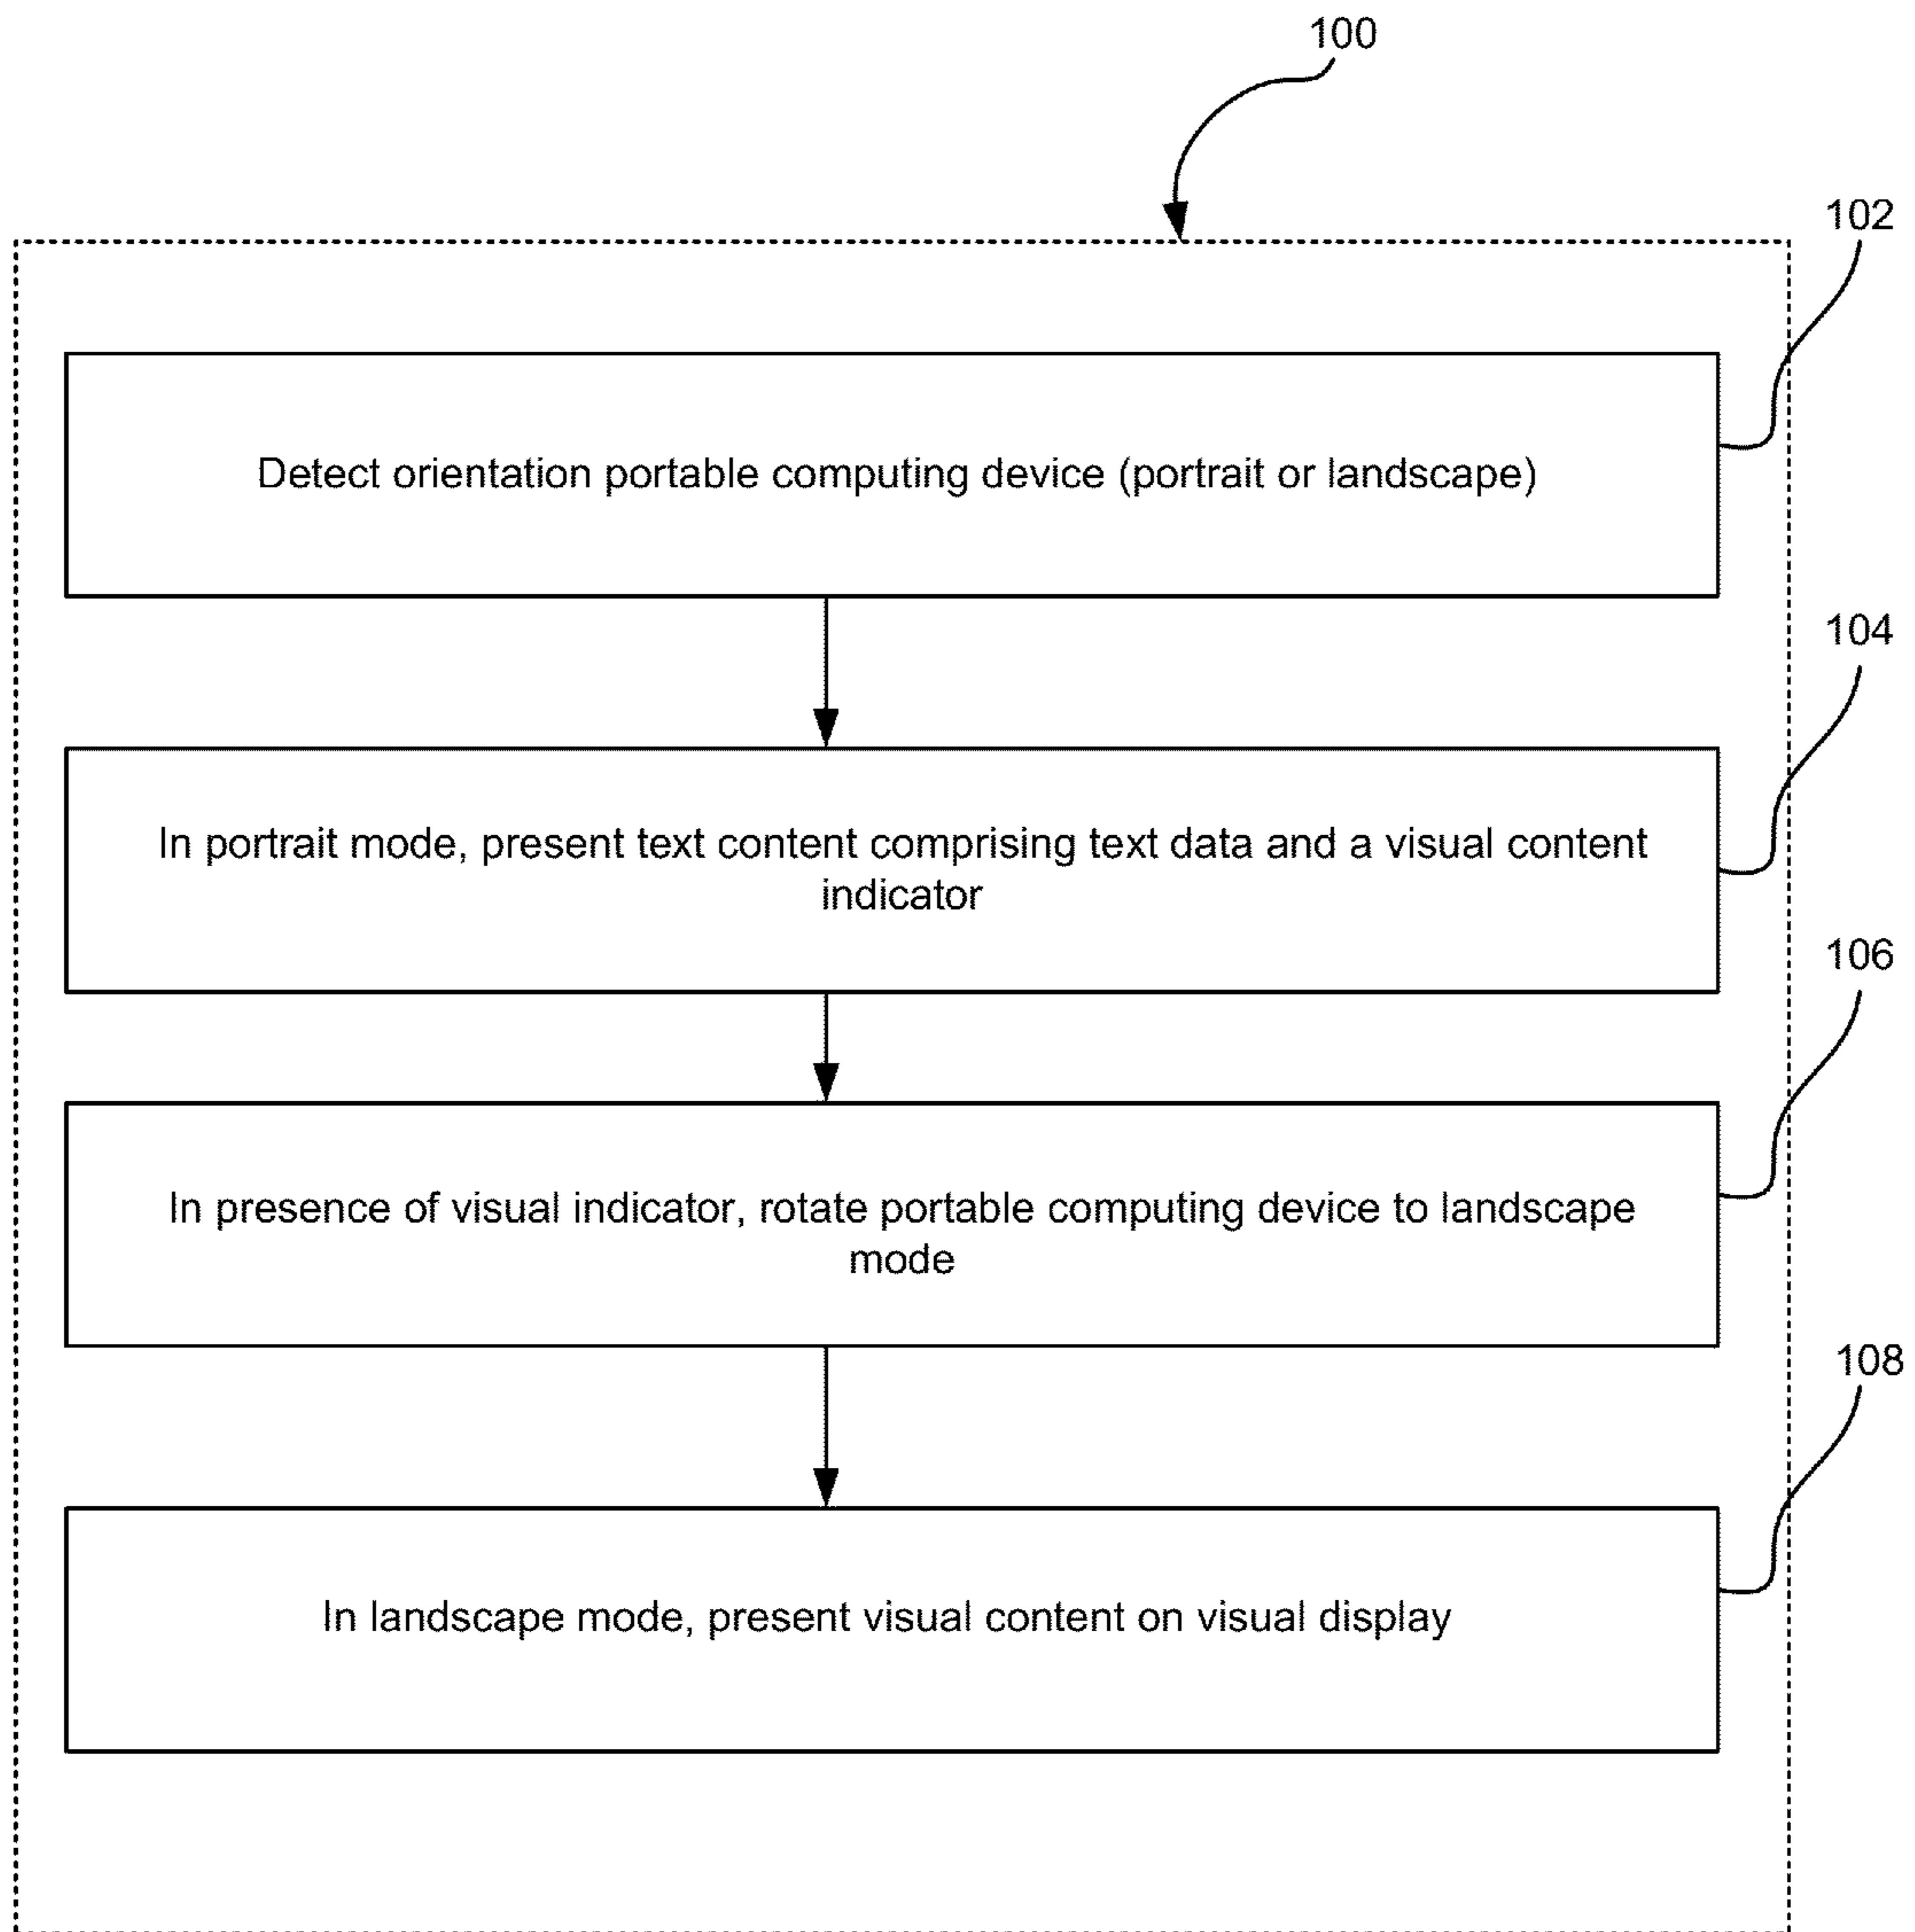 100
102
Detect orientation portable computing device (portrait or landscape)
104
In portrait mode, present text content comprising text data and a visual content
indicator
106
In presence of visual indicator, rotate portable computing device to landscape
mode
108
In landscape mode, present visual content on visual display